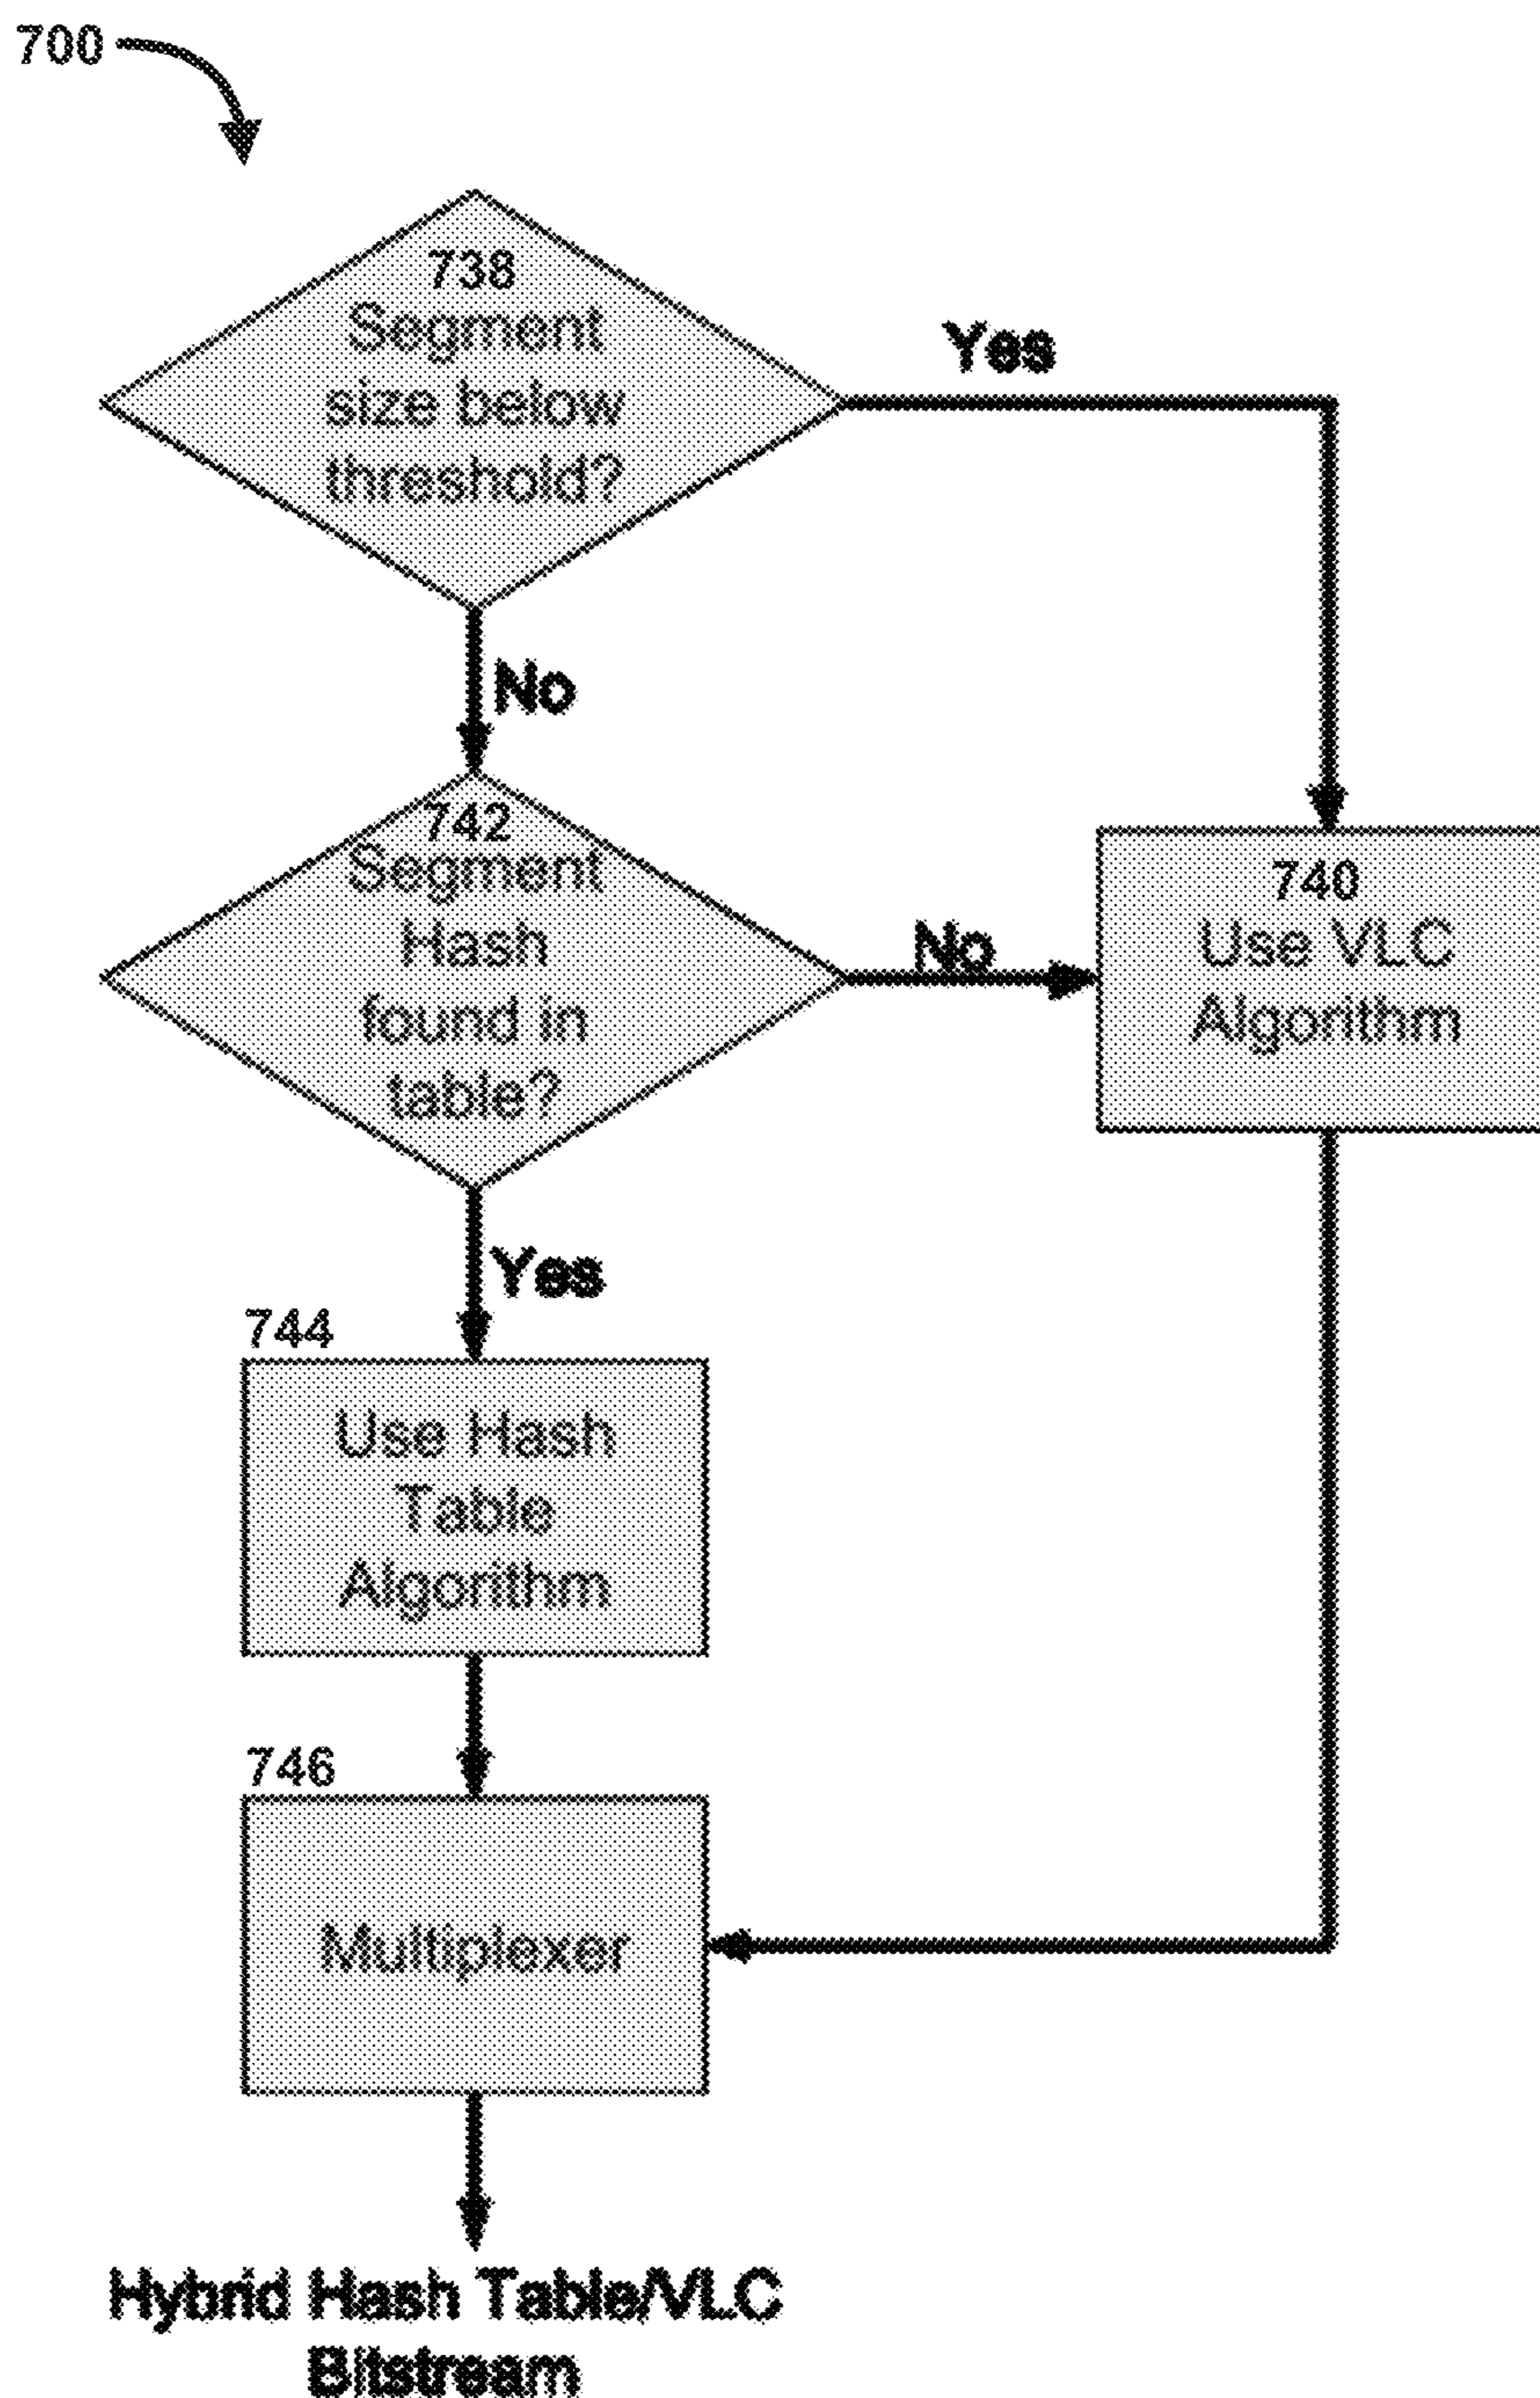 700
738
Segment
size below
threshold?
Yes
No
742
Segment
Hash
found in
table?
No
740
Use VLC
Algorithm
Yes
744
Use Hash
Table
Algorithm
746
Multiplexer
Hybrid Hash Table/VLC
Bitstream